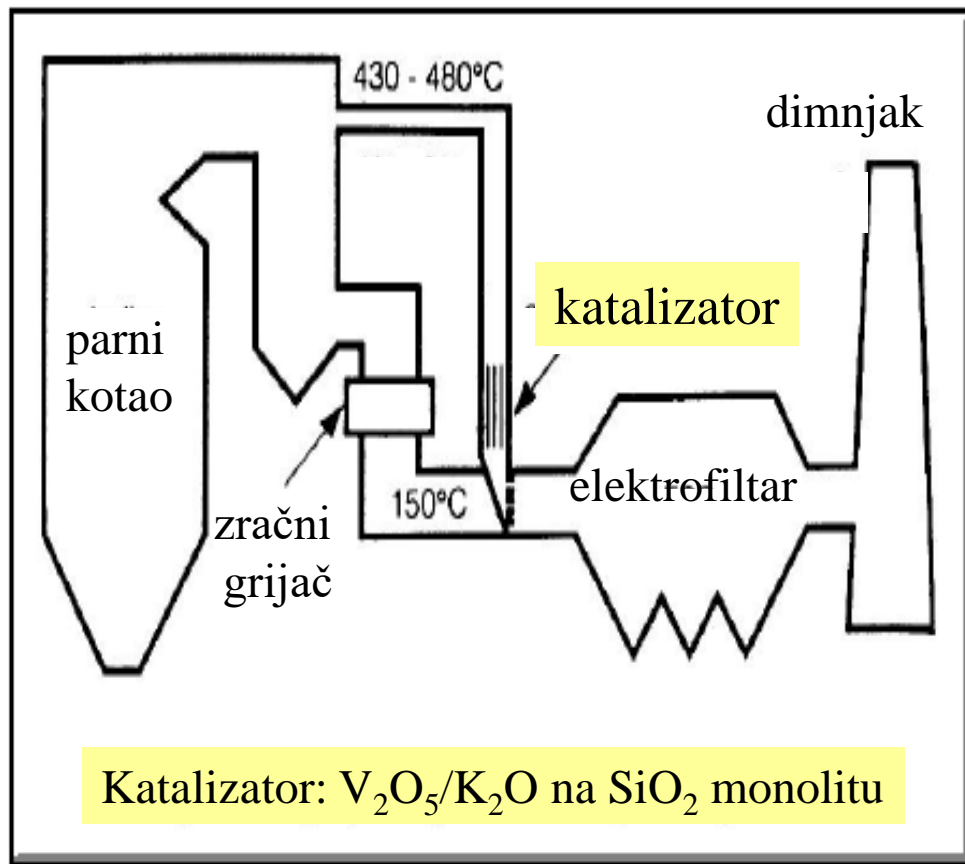 430 - 480°C
dimnjak
katalizator
parni
kotao
elektrofiltar
150°C
zračni
grijač
Katalizator: V₂O₅/K₂O na SiO₂ monolitu